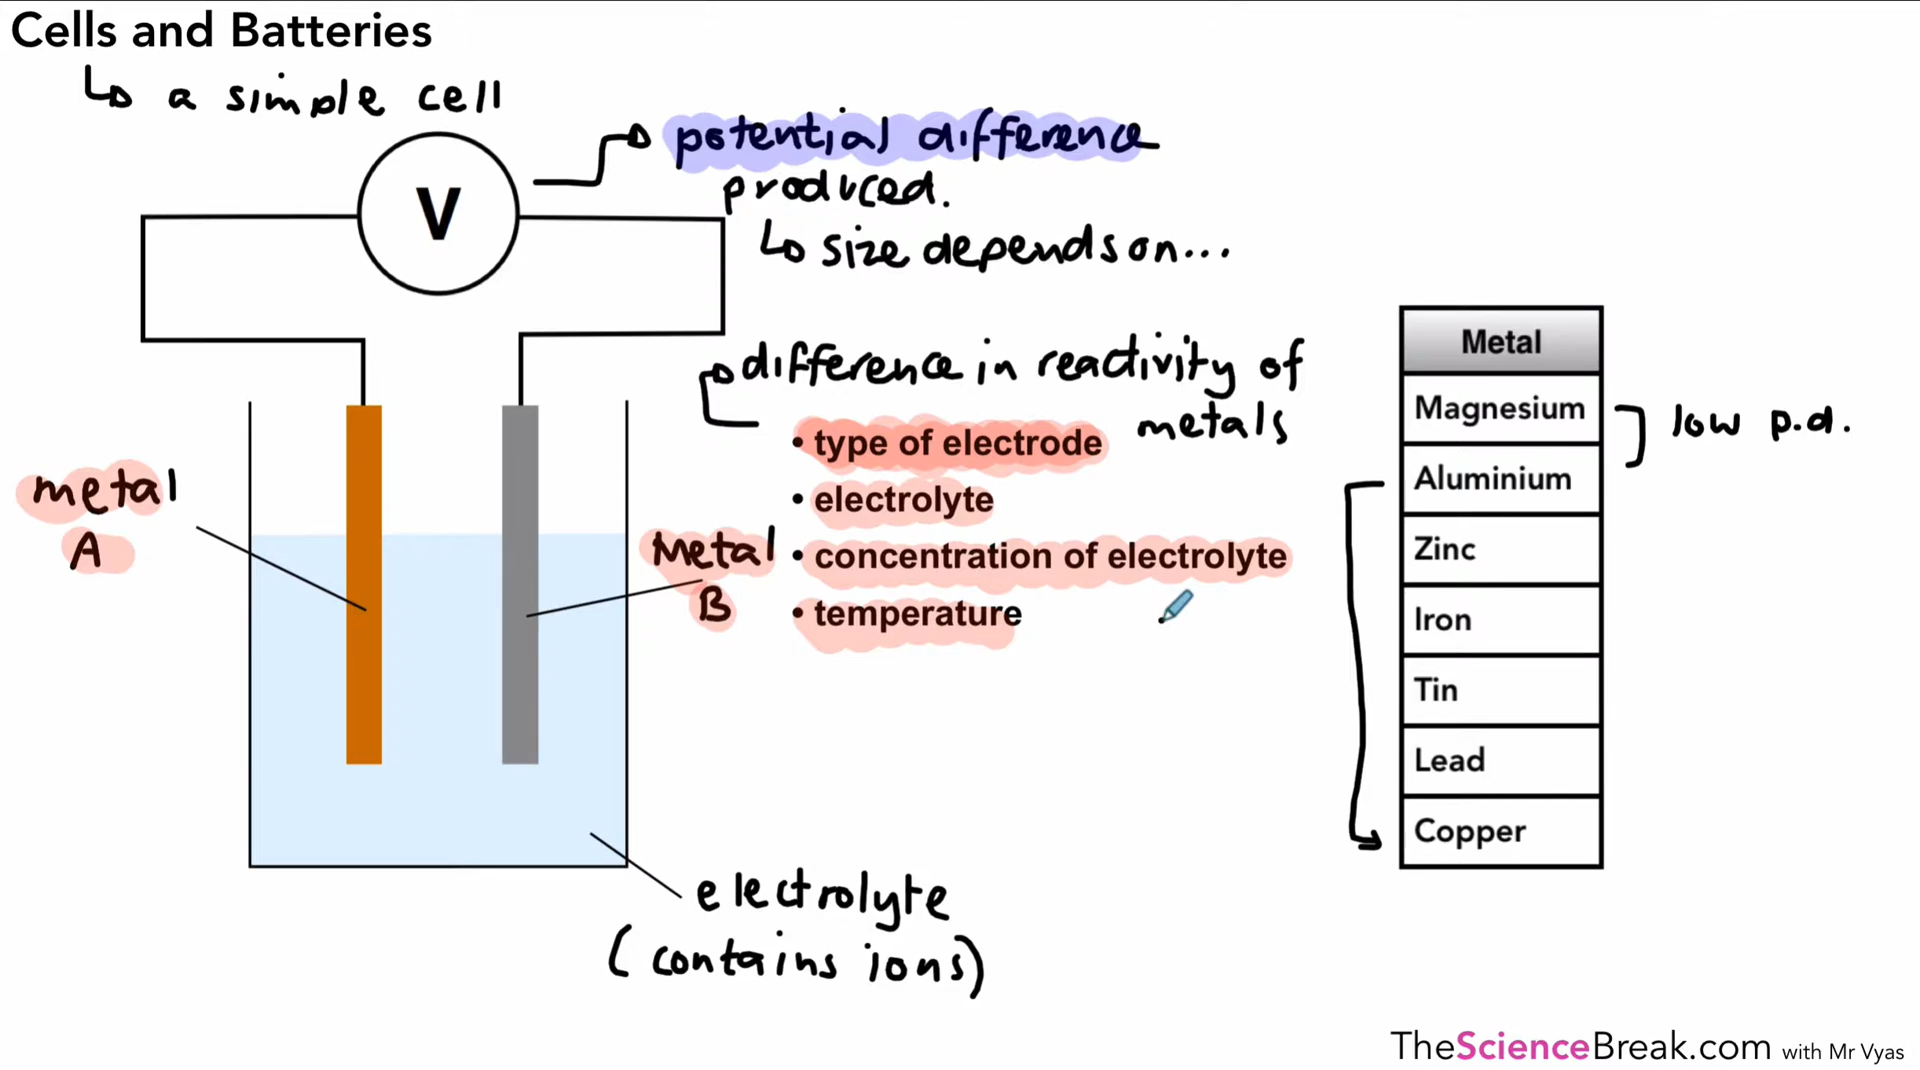 Cells and Batteries
↳ a simple cell
V
potential difference
produced.
↳ size depends on...
difference in reactivity of
metals
• type of electrode
• electrolyte
• concentration of electrolyte
• temperature
metal
A
Metal
B
electrolyte
(contains ions)
Metal
Magnesium
Aluminium
Zinc
Iron
Tin
Lead
Copper
low p.d.
TheScienceBreak.com with Mr Vyas